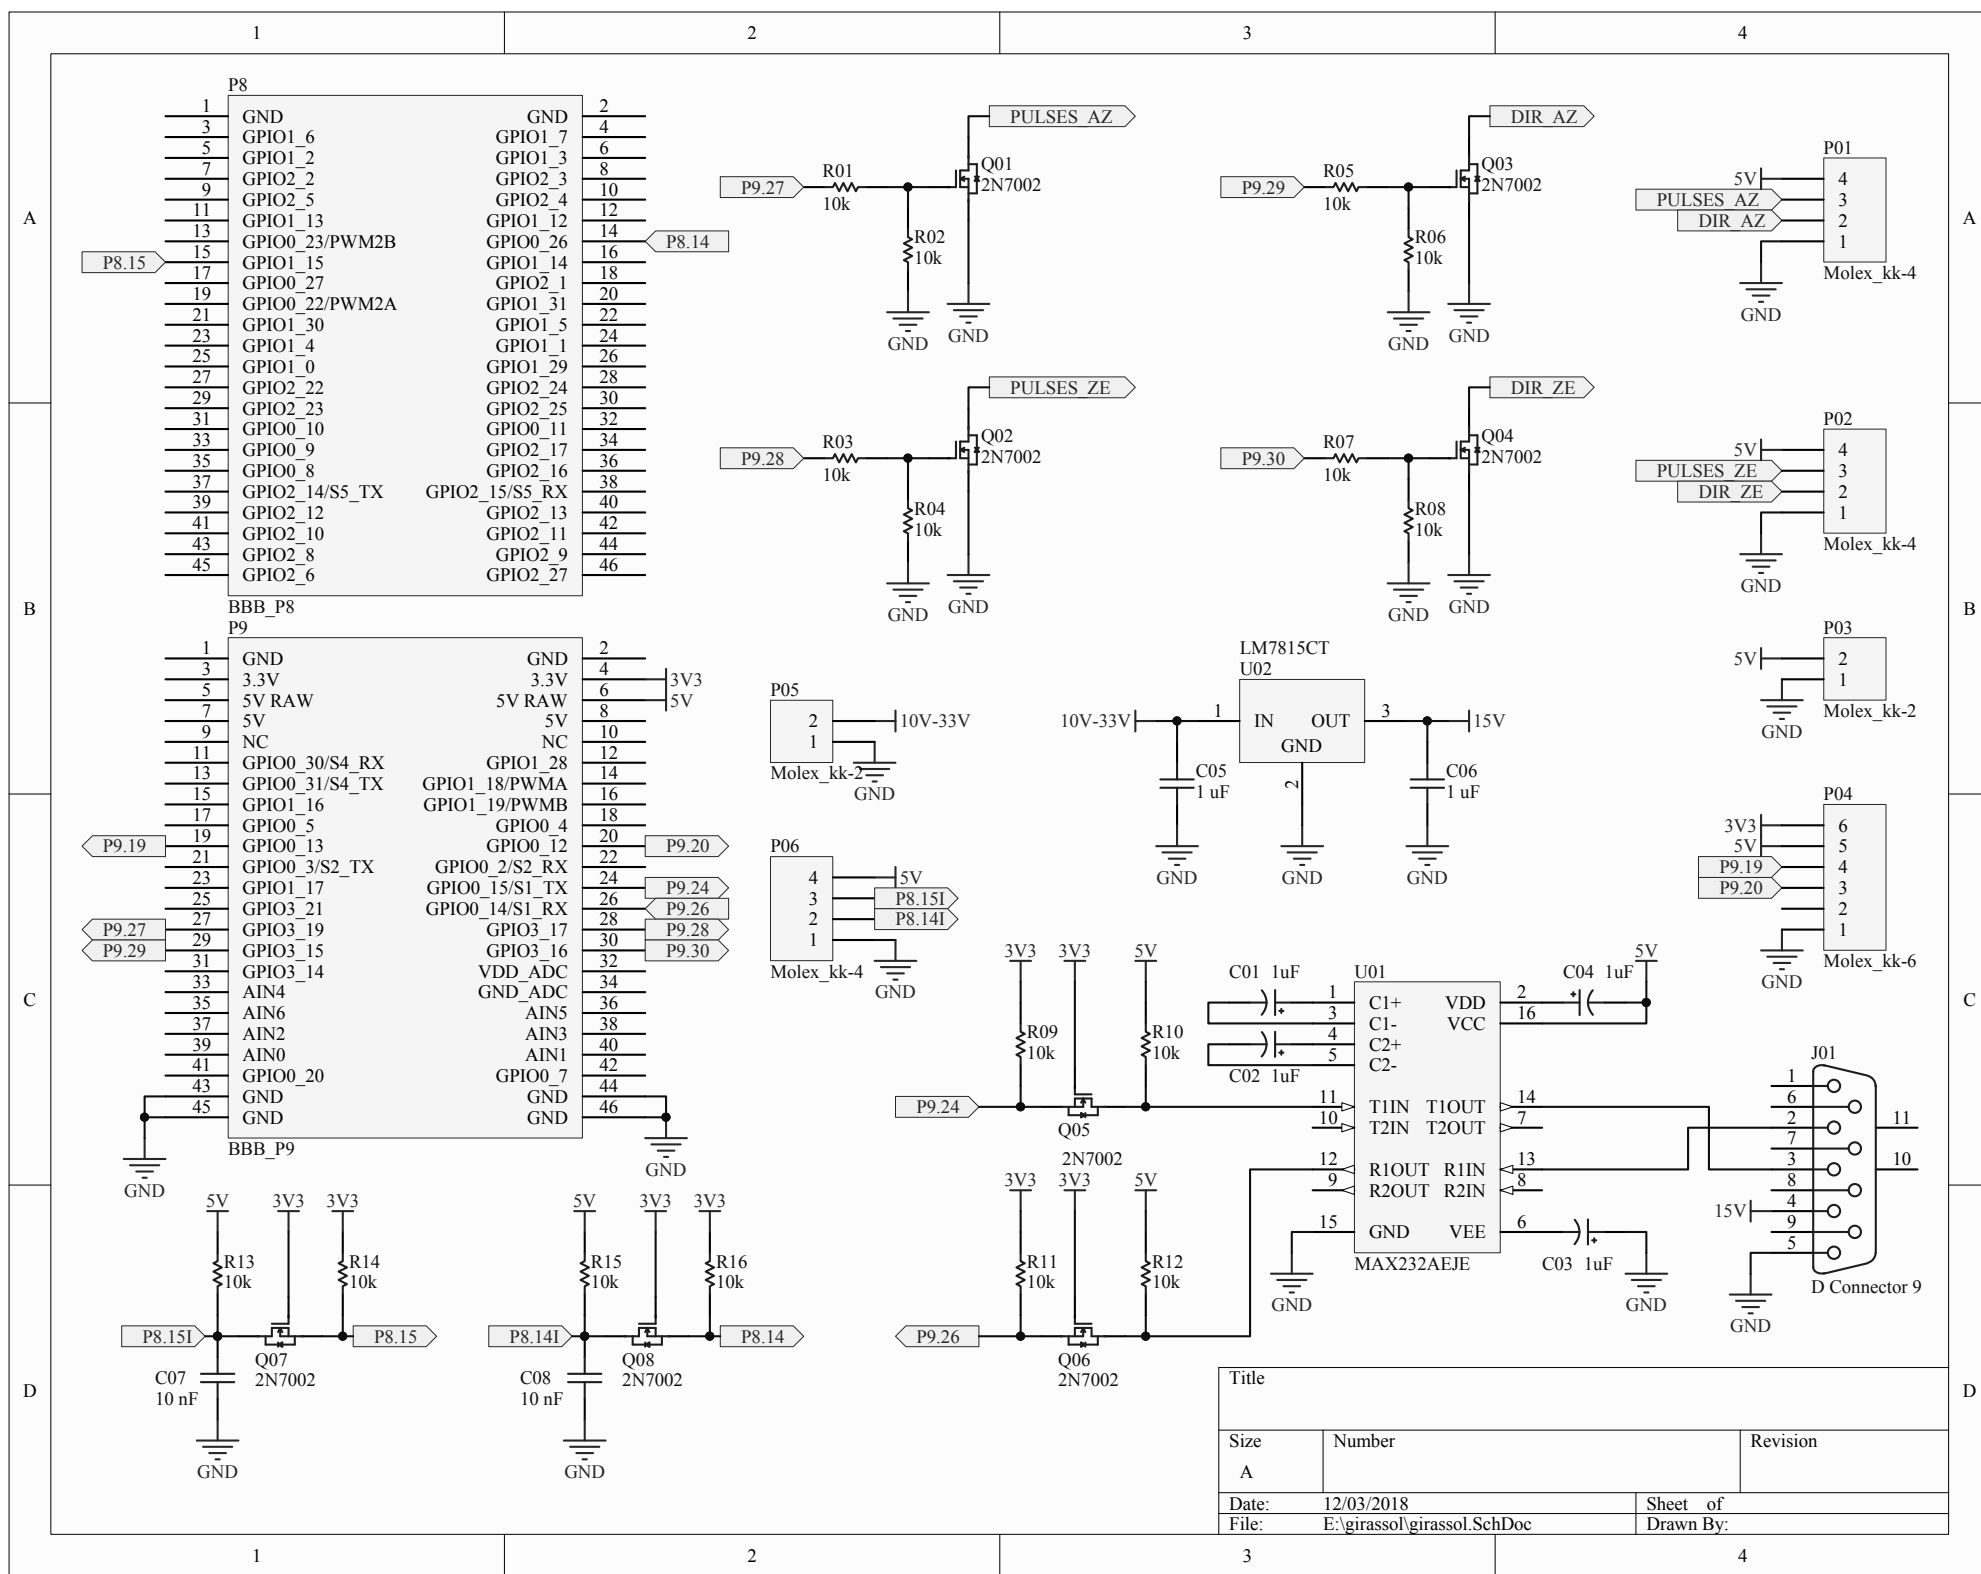 1 2 3 4
A A
B B
C C
D D
P8
1 GND GND 2
3 GPIO1_6 GPIO1_7 4
5 GPIO1_2 GPIO1_3 6
7 GPIO2_2 GPIO2_3 8
9 GPIO2_5 GPIO2_4 10
11 GPIO1_13 GPIO1_12 12
13 GPIO0_23/PWM2B GPIO0_26 14 P8.14
P8.15 15 GPIO1_15 GPIO1_14 16
17 GPIO0_27 GPIO2_1 18
19 GPIO0_22/PWM2A GPIO1_31 20
21 GPIO1_30 GPIO1_5 22
23 GPIO1_4 GPIO1_1 24
25 GPIO1_0 GPIO1_29 26
27 GPIO2_22 GPIO2_24 28
29 GPIO2_23 GPIO2_25 30
31 GPIO0_10 GPIO0_11 32
33 GPIO0_9 GPIO2_17 34
35 GPIO0_8 GPIO2_16 36
37 GPIO2_14/S5_TX GPIO2_15/S5_RX 38
39 GPIO2_12 GPIO2_13 40
41 GPIO2_10 GPIO2_11 42
43 GPIO2_8 GPIO2_9 44
45 GPIO2_6 GPIO2_27 46
BBB_P8
P9
1 GND GND 2
3 3.3V 3.3V 4 3V3
5 5V RAW 5V RAW 6 5V
7 5V 5V 8
9 NC NC 10
11 GPIO0_30/S4_RX GPIO1_28 12
13 GPIO0_31/S4_TX GPIO1_18/PWMA 14
15 GPIO1_16 GPIO1_19/PWMB 16
17 GPIO0_5 GPIO0_4 18
P9.19 19 GPIO0_13 GPIO0_12 20 P9.20
21 GPIO0_3/S2_TX GPIO0_2/S2_RX 22
23 GPIO1_17 GPIO0_15/S1_TX 24 P9.24
25 GPIO3_21 GPIO0_14/S1_RX 26 P9.26
P9.27 27 GPIO3_19 GPIO3_17 28 P9.28
P9.29 29 GPIO3_15 GPIO3_16 30 P9.30
31 GPIO3_14 VDD_ADC 32
33 AIN4 GND_ADC 34
35 AIN6 AIN5 36
37 AIN2 AIN3 38
39 AIN0 AIN1 40
41 GPIO0_20 GPIO0_7 42
43 GND GND 44
45 GND GND 46
BBB_P9
GND GND
PULSES_AZ
P9.27 R01 10k
Q01
2N7002
R02
10k
GND GND
DIR_AZ
P9.29 R05 10k
Q03
2N7002
R06
10k
GND GND
PULSES_ZE
P9.28 R03 10k
Q02
2N7002
R04
10k
GND GND
DIR_ZE
P9.30 R07 10k
Q04
2N7002
R08
10k
GND GND
P01
5V 4
PULSES_AZ 3
DIR_AZ 2
1
Molex_kk-4
GND
P02
5V 4
PULSES_ZE 3
DIR_ZE 2
1
Molex_kk-4
GND
P03
5V 2
1
Molex_kk-2
GND
P04
3V3 6
5V 5
P9.19 4
P9.20 3
2
1
Molex_kk-6
GND
P05
2 10V-33V
1
Molex_kk-2
GND
P06
4 5V
3 P8.15I
2 P8.14I
1
Molex_kk-4
GND
LM7815CT
U02
10V-33V 1 IN OUT 3 15V
GND
2
C05
1 uF
C06
1 uF
GND GND GND
3V3 3V3 5V
R09
10k
R10
10k
P9.24
Q05
2N7002
3V3 3V3 5V
R11
10k
R12
10k
P9.26
Q06
2N7002
C01 1uF
C02 1uF
U01
C04 1uF 5V
1 C1+ VDD 2
3 C1- VCC 16
4 C2+
5 C2-
11 T1IN T1OUT 14
10 T2IN T2OUT 7
12 R1OUT R1IN 13
9 R2OUT R2IN 8
15 GND VEE 6
MAX232AEJE
C03 1uF
GND GND
J01
1
6
2
7
3
8
15V 4
9
5
11
10
D Connector 9
GND
5V 3V3 3V3
R13
10k
R14
10k
P8.15I P8.15
Q07
2N7002
C07
10 nF
GND
5V 3V3 3V3
R15
10k
R16
10k
P8.14I P8.14
Q08
2N7002
C08
10 nF
GND
Title
Size Number Revision
A
Date: 12/03/2018 Sheet of
File: E:\girassol\girassol.SchDoc Drawn By:
1 2 3 4